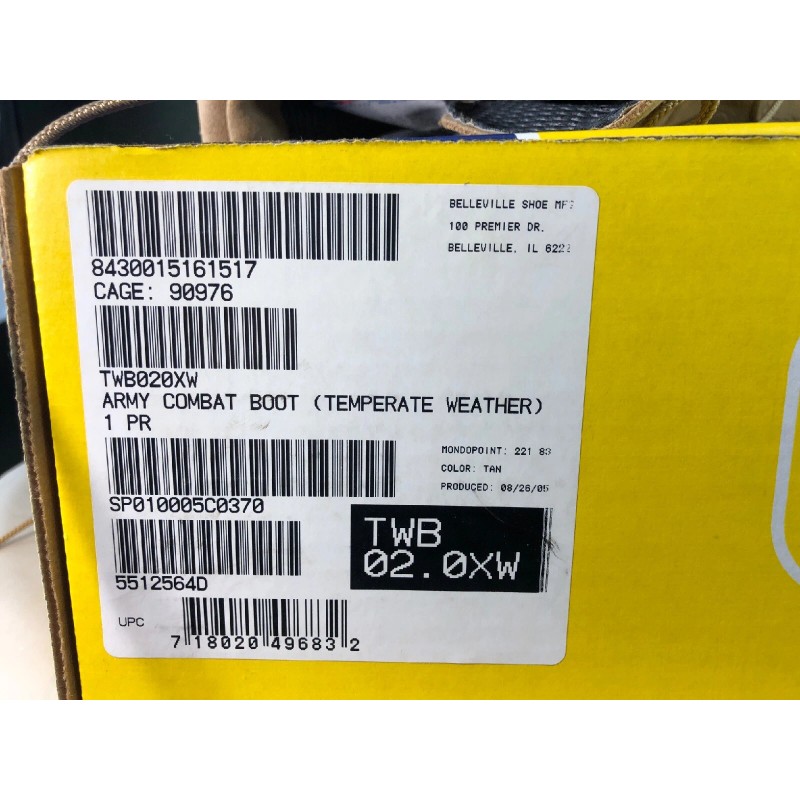 BELLEVILLE SHOE
100 PREMIER DR.
BELLEVILLE, IL
8430015161517
CAGE: 90976
TWB020XW
ARMY COMBAT BOOT (TEMPERATE WEATHER)
1 PR
MONDOPOINT: 221 83
COLOR: TAN
PRODUCED: 08/26/05
SP010005C0370
TWB
02.0XW
5512564D
UPC
7 18020 49683 2